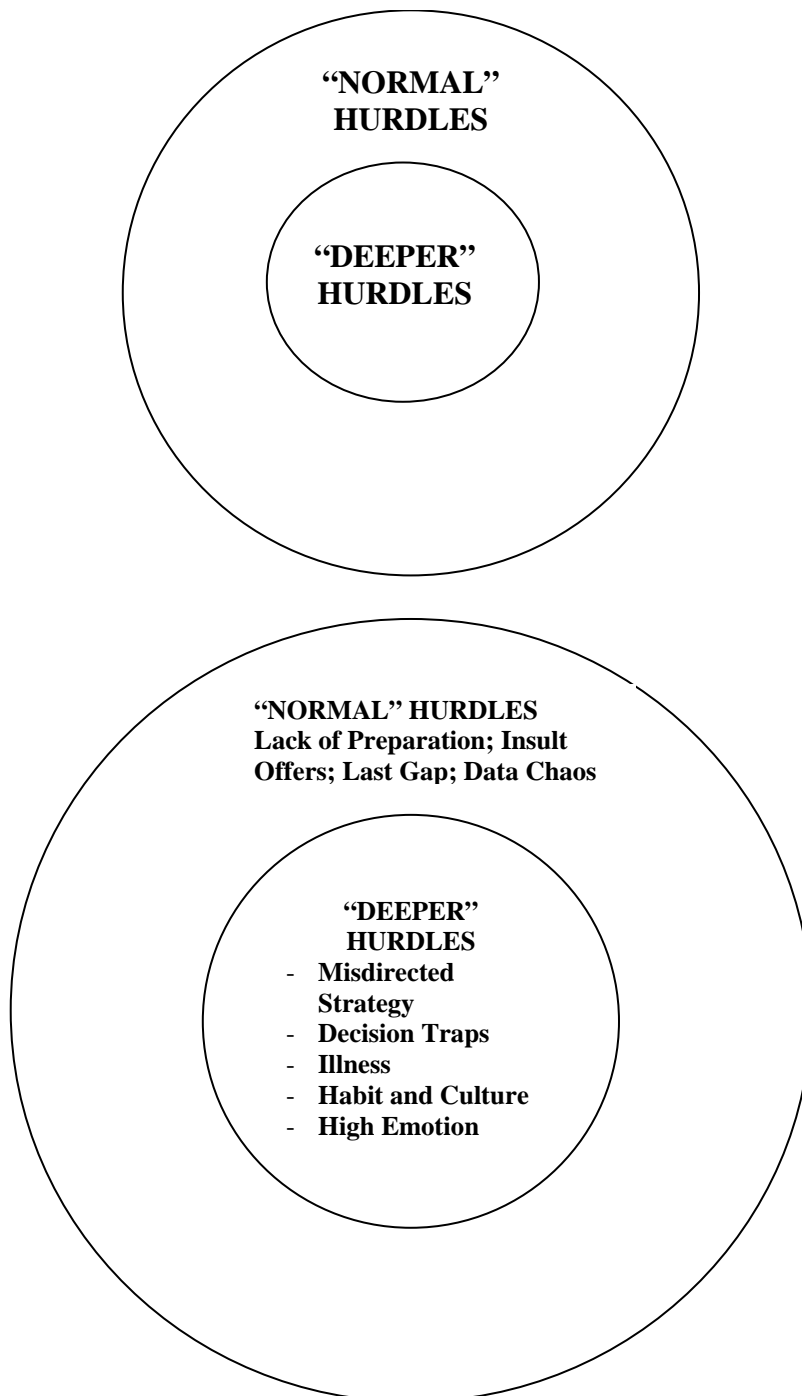 “NORMAL”
HURDLES
“DEEPER”
HURDLES
“NORMAL” HURDLES
Lack of Preparation; Insult
Offers; Last Gap; Data Chaos
“DEEPER”
HURDLES
- Misdirected
Strategy
- Decision Traps
- Illness
- Habit and Culture
- High Emotion